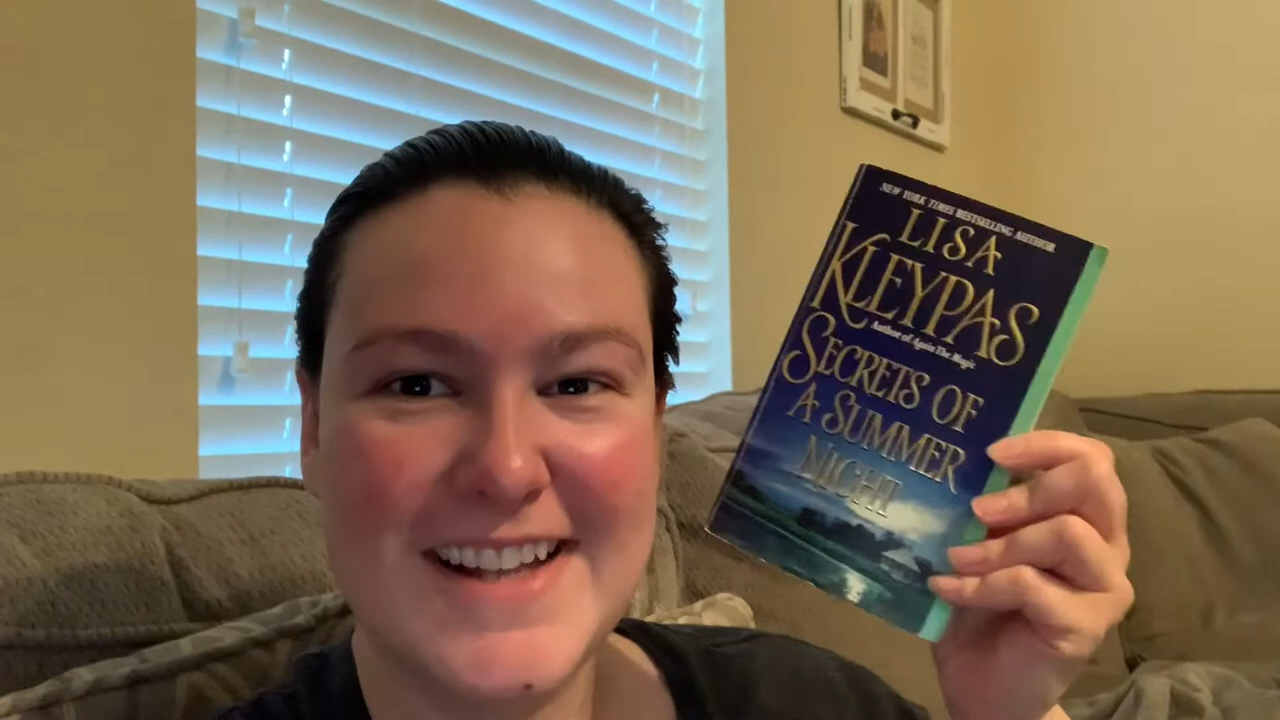 NEW YORK TIMES BESTSELLING AUTHOR
LISA
KLEYPAS
Author of Again The Magic
SECRETS OF
A SUMMER
NIGHT